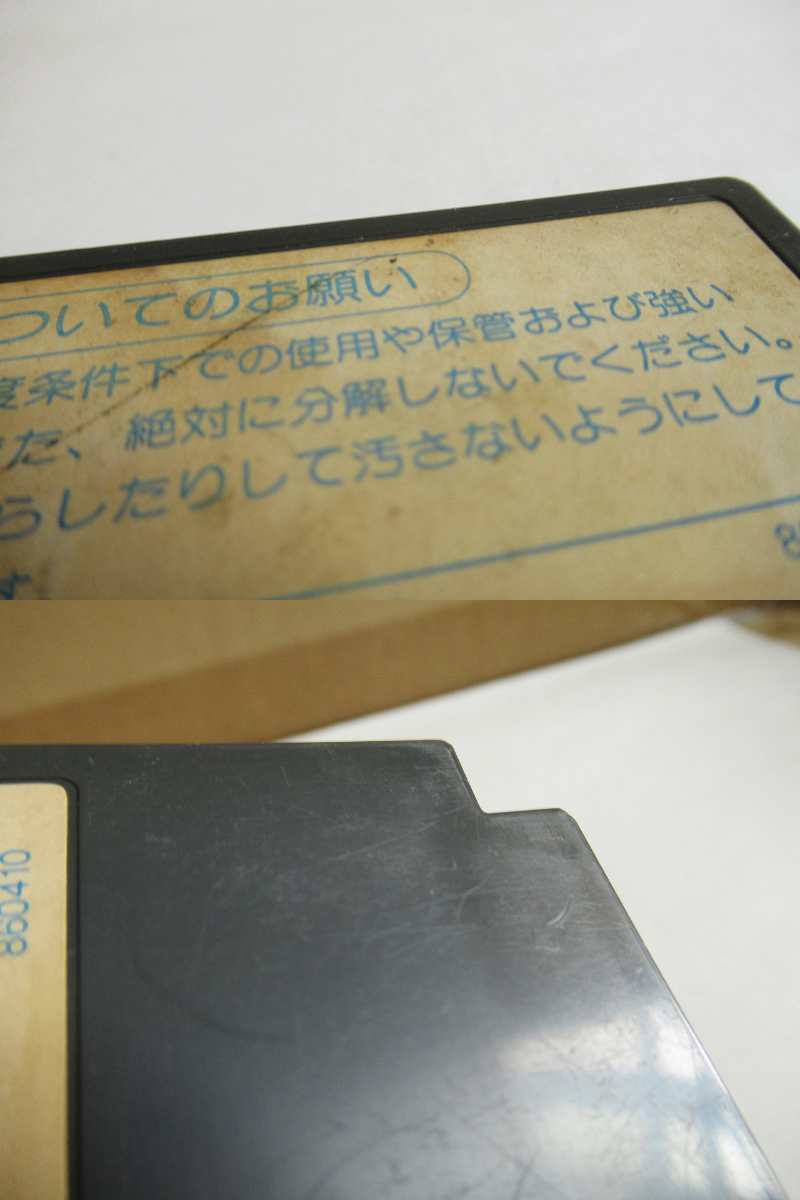 ついてのお願い
度条件下での使用や保管および強い
た、絶対に分解しないでください。
らしたりして汚さないようにして
8
860410